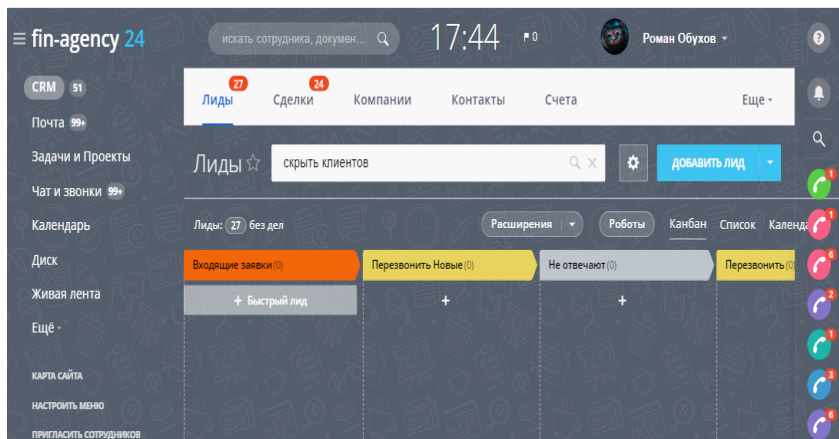 fin-agency 24
искать сотрудника, докумен...
17:44
0
Роман Обухов
?
CRM 51
Почта 99+
Задачи и Проекты
Чат и звонки 99+
Календарь
Диск
Живая лента
Ещё
КАРТА САЙТА
НАСТРОИТЬ МЕНЮ
ПРИГЛАСИТЬ СОТРУДНИКОВ
27
24
Лиды Сделки Компании Контакты Счета Еще
Лиды
скрыть клиентов
ДОБАВИТЬ ЛИД
Лиды: 27 без дел
Расширения Роботы Канбан Список Календа
Входящие заявки (0) Перезвонить Новые (0) Не отвечают (0) Перезвонить (0)
+ Быстрый лид + +
1
1
6
2
1
3
6